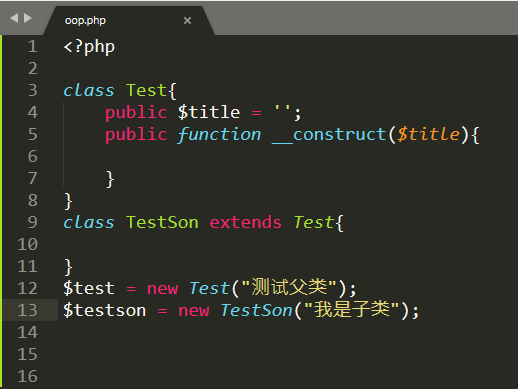 oop.php
1 <?php
2
3 class Test{
4     public $title = '';
5     public function __construct($title){
6
7     }
8 }
9 class TestSon extends Test{
10
11 }
12 $test = new Test("测试父类");
13 $testson = new TestSon("我是子类");
14
15
16